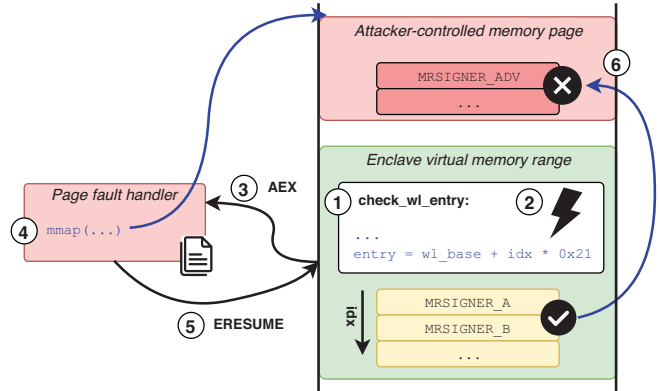 Attacker-controlled memory page
6
MRSIGNER_ADV
...
Enclave virtual memory range
Page fault handler
3 AEX
1 check_wl_entry: 2
4 mmap(...)
...
entry = wl_base + idx * 0x21
idx
MRSIGNER_A
MRSIGNER_B
...
5 ERESUME